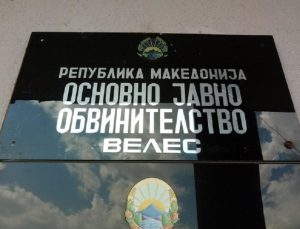 РЕПУБЛИКА МАКЕДОНИЈА
ОСНОВНО ЈАВНО
ОБВИНИТЕЛСТВО
ВЕЛЕС